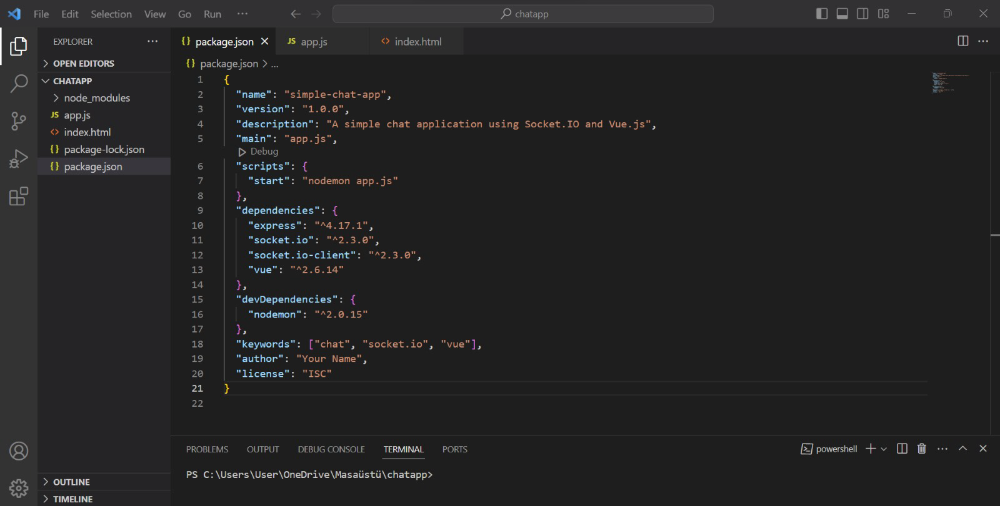 File Edit Selection View Go Run ··· chatapp
EXPLORER ···
OPEN EDITORS
CHATAPP
node_modules
JS app.js
<> index.html
{} package-lock.json
{} package.json
OUTLINE
TIMELINE
{} package.json JS app.js <> index.html
{} package.json > ...
1 {
2 "name": "simple-chat-app",
3 "version": "1.0.0",
4 "description": "A simple chat application using Socket.IO and Vue.js",
5 "main": "app.js",
Debug
6 "scripts": {
7 "start": "nodemon app.js"
8 },
9 "dependencies": {
10 "express": "^4.17.1",
11 "socket.io": "^2.3.0",
12 "socket.io-client": "^2.3.0",
13 "vue": "^2.6.14"
14 },
15 "devDependencies": {
16 "nodemon": "^2.0.15"
17 },
18 "keywords": ["chat", "socket.io", "vue"],
19 "author": "Your Name",
20 "license": "ISC"
21 }
22
PROBLEMS OUTPUT DEBUG CONSOLE TERMINAL PORTS powershell
PS C:\Users\User\OneDrive\Masaüstü\chatapp>